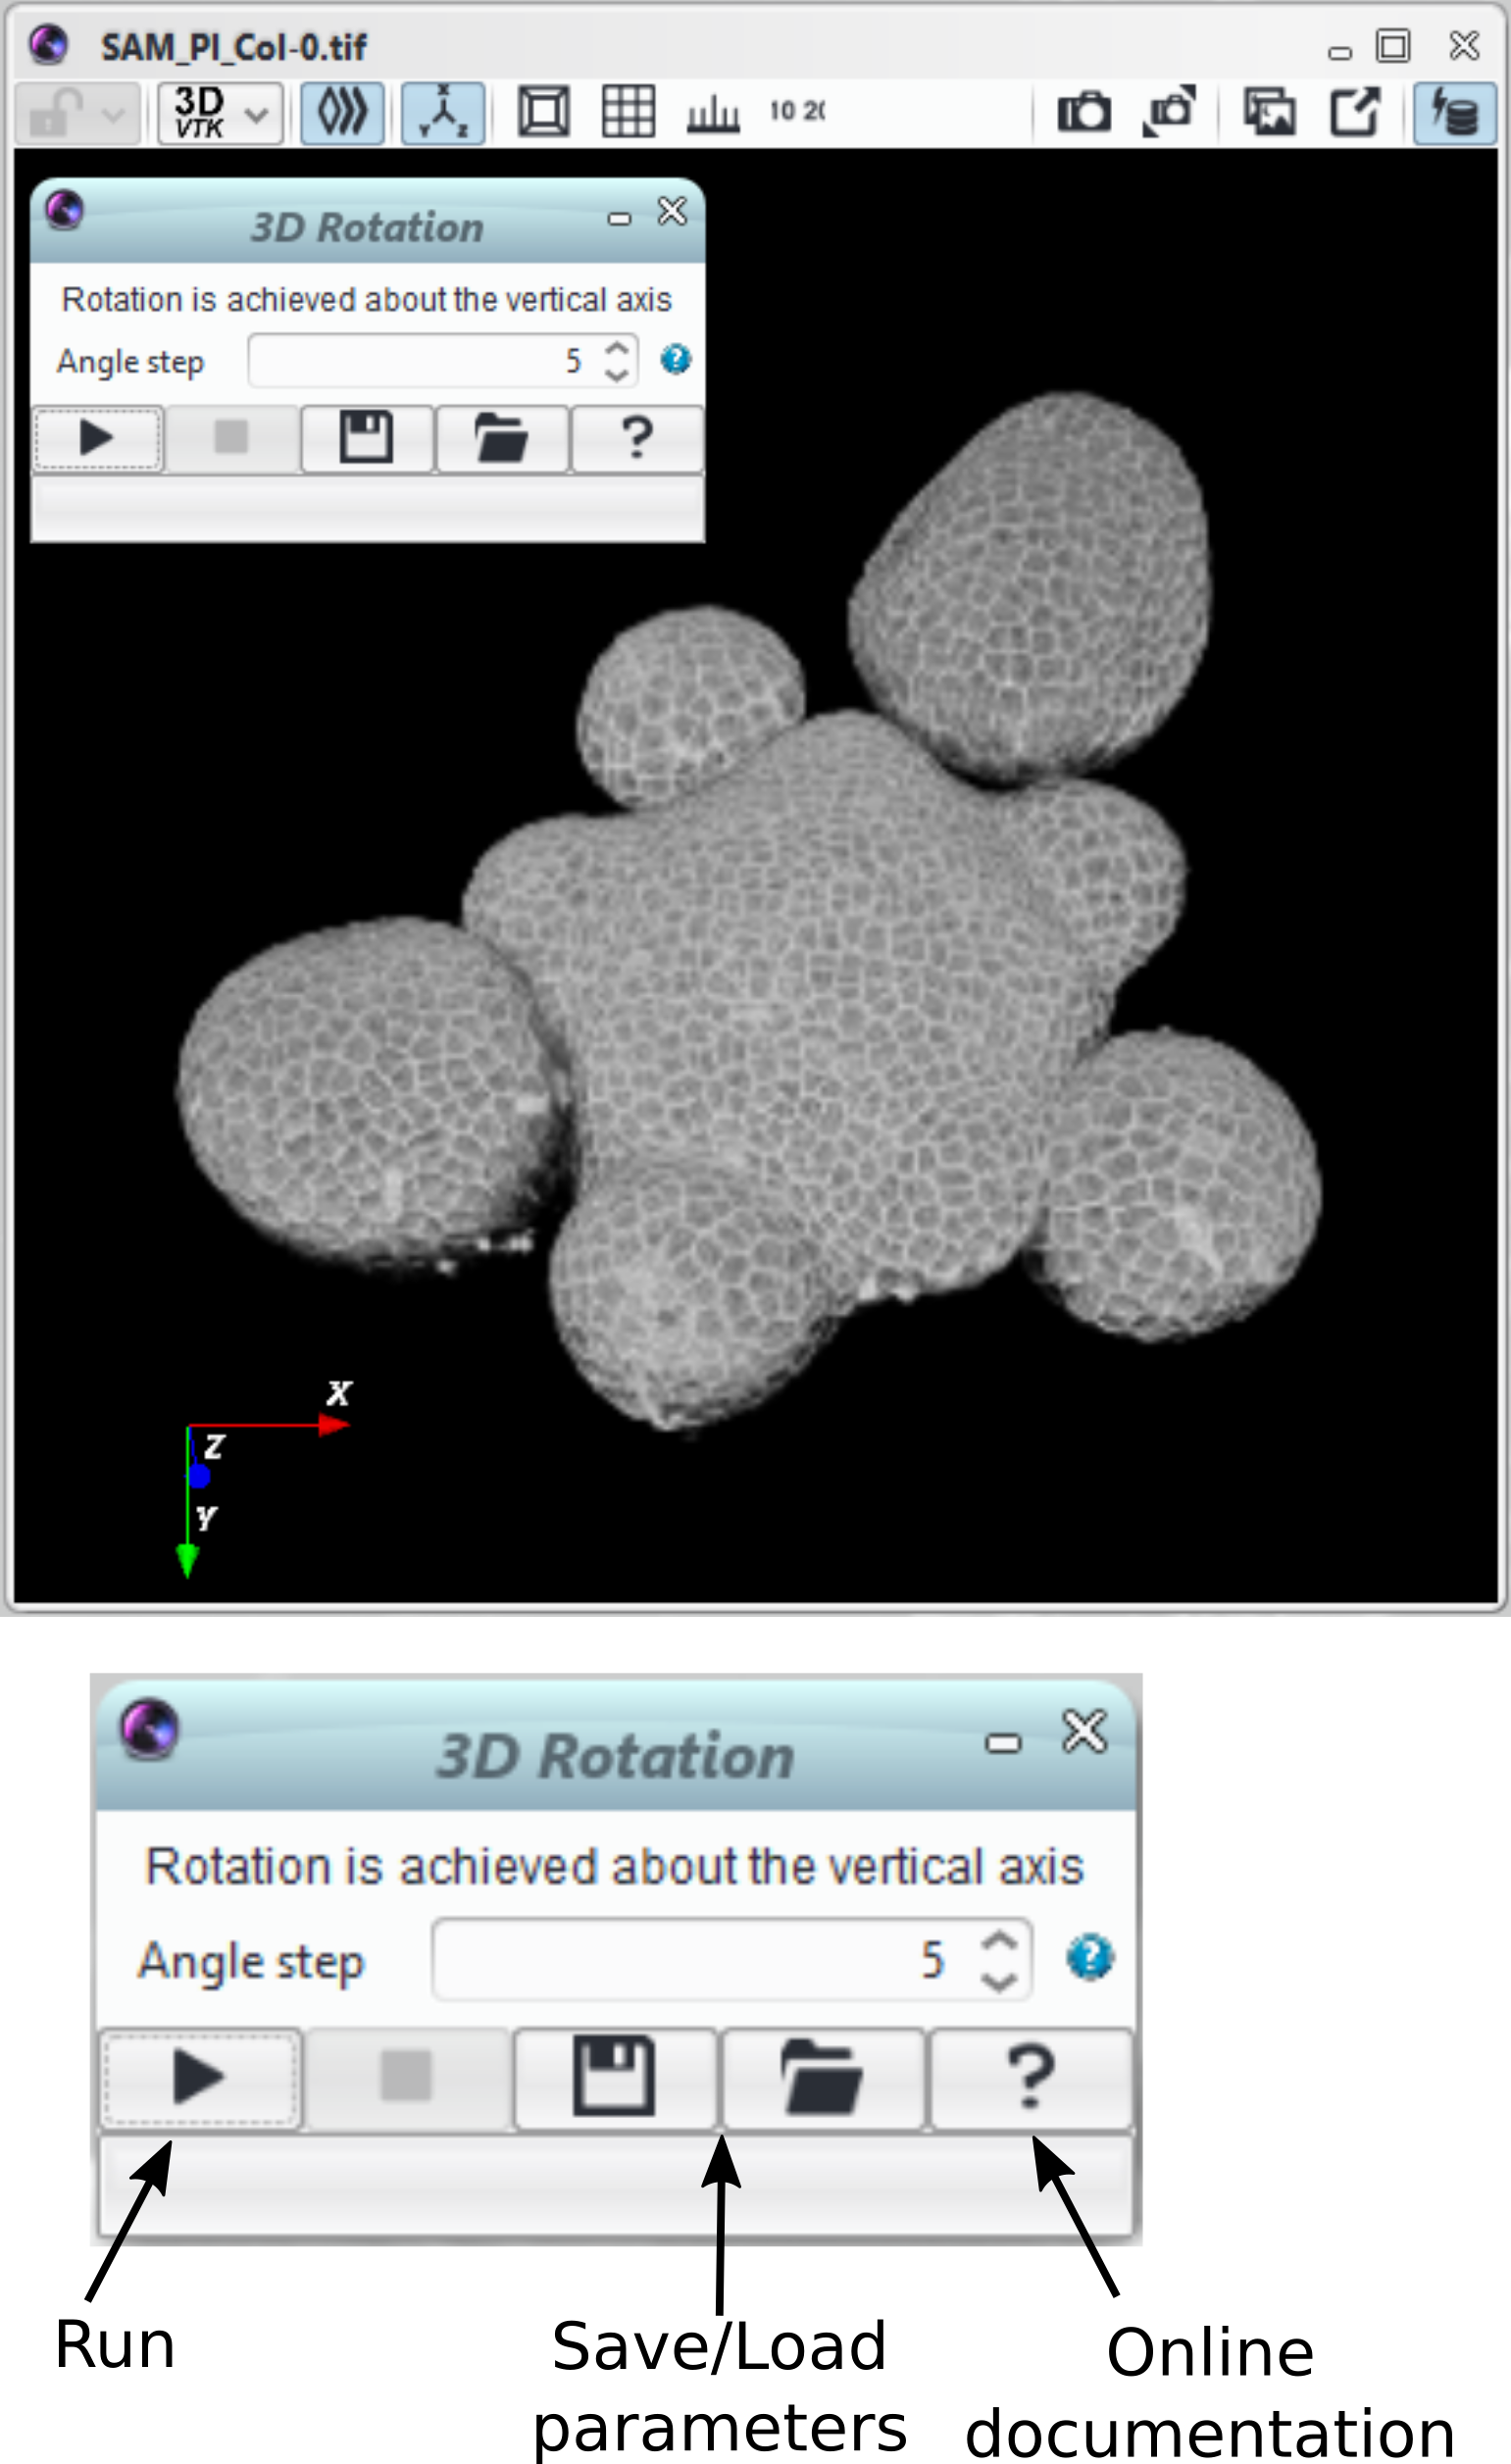 SAM_PI_Col-0.tif
3D
VTK
X
Y Z
10 20
3D Rotation
Rotation is achieved about the vertical axis
Angle step 5 ?
?
X
Z
Y
3D Rotation
Rotation is achieved about the vertical axis
Angle step 5 ?
?
Run
Save/Load
parameters
Online
documentation